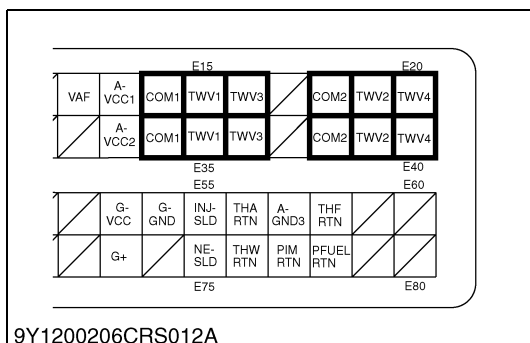 E15 E20
VAF A-VCC1 COM1 TWV1 TWV3 COM2 TWV2 TWV4
A-VCC2 COM1 TWV1 TWV3 COM2 TWV2 TWV4
E35 E40
E55 E60
G-VCC G-GND INJ-SLD THA RTN A-GND3 THF RTN
G+ NE-SLD THW RTN PIM RTN PFUEL RTN
E75 E80
9Y1200206CRS012A